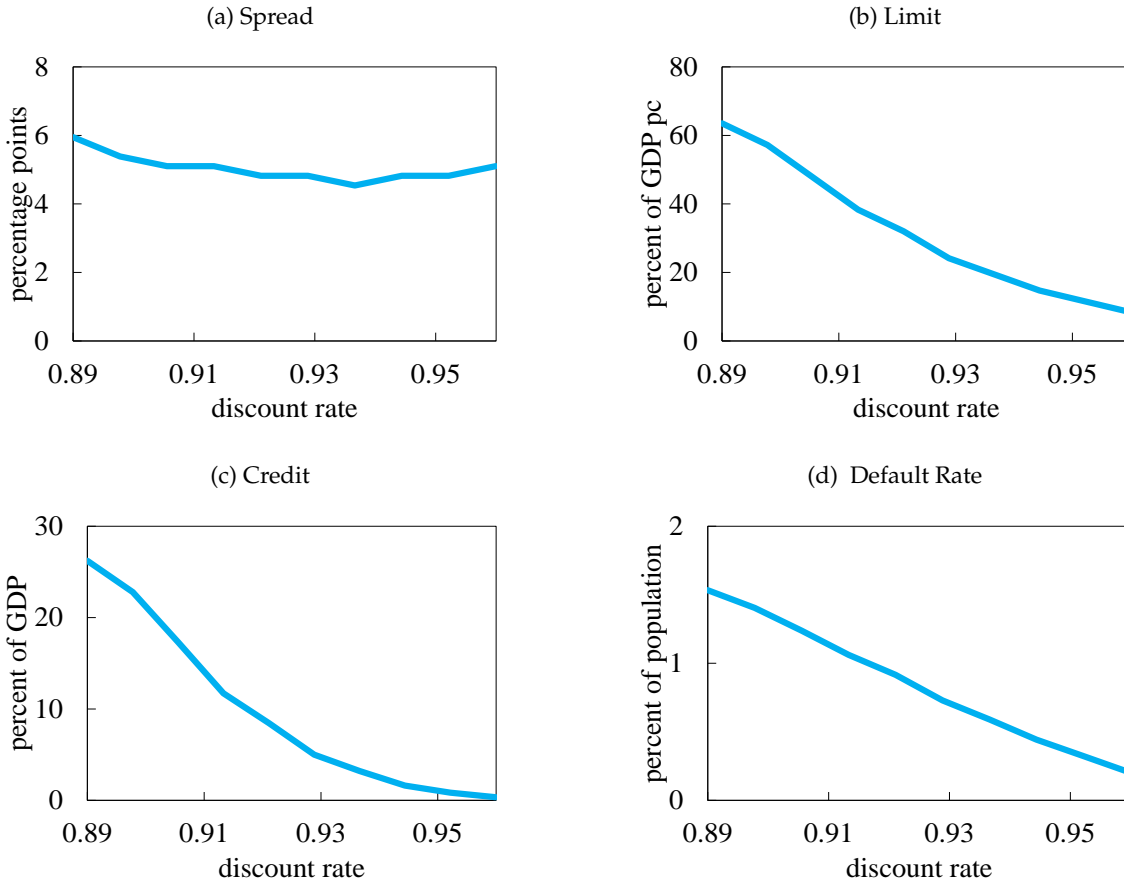 (a) Spread
percentage points
8
6
4
2
0
0.89 0.91 0.93 0.95
discount rate
(b) Limit
percent of GDP pc
80
60
40
20
0
0.89 0.91 0.93 0.95
discount rate
(c) Credit
percent of GDP
30
20
10
0
0.89 0.91 0.93 0.95
discount rate
(d) Default Rate
percent of population
2
1
0
0.89 0.91 0.93 0.95
discount rate